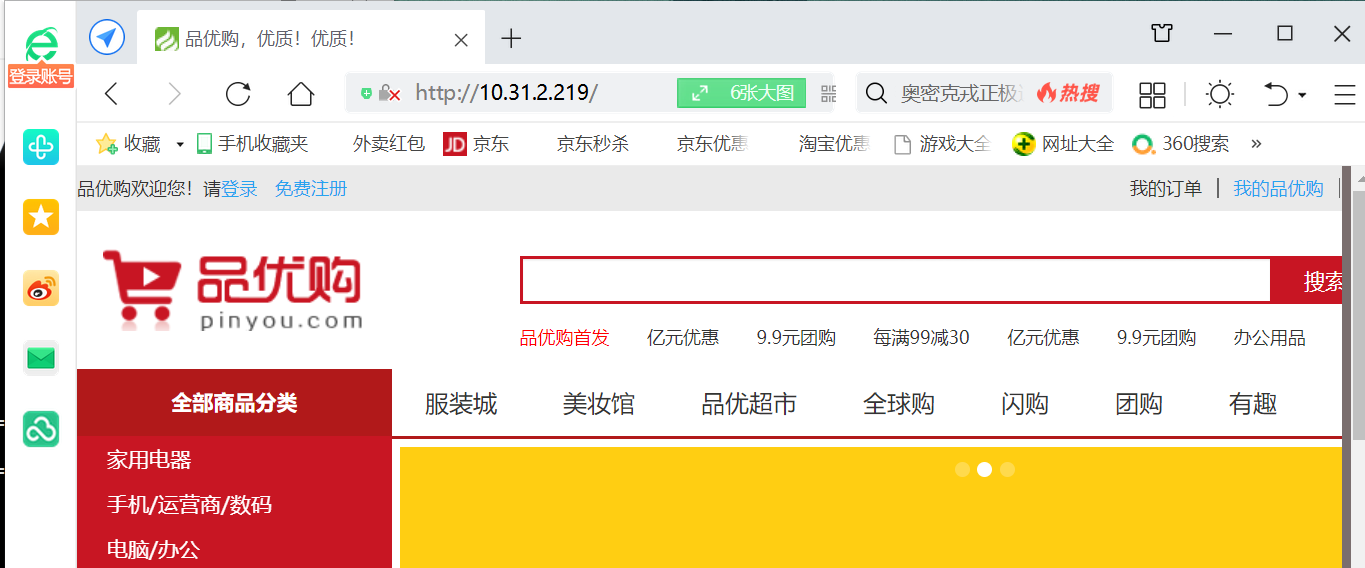 品优购，优质！优质！
登录账号
http://10.31.2.219/ 6张大图 奥密克戎正极 热搜
收藏 手机收藏夹 外卖红包 JD 京东 京东秒杀 京东优惠 淘宝优惠 游戏大全 网址大全 360搜索 »
品优购欢迎您！请登录 免费注册 我的订单 | 我的品优购 |
品优购
pinyou.com
搜索
品优购首发 亿元优惠 9.9元团购 每满99减30 亿元优惠 9.9元团购 办公用品
全部商品分类 服装城 美妆馆 品优超市 全球购 闪购 团购 有趣
家用电器
手机/运营商/数码
电脑/办公